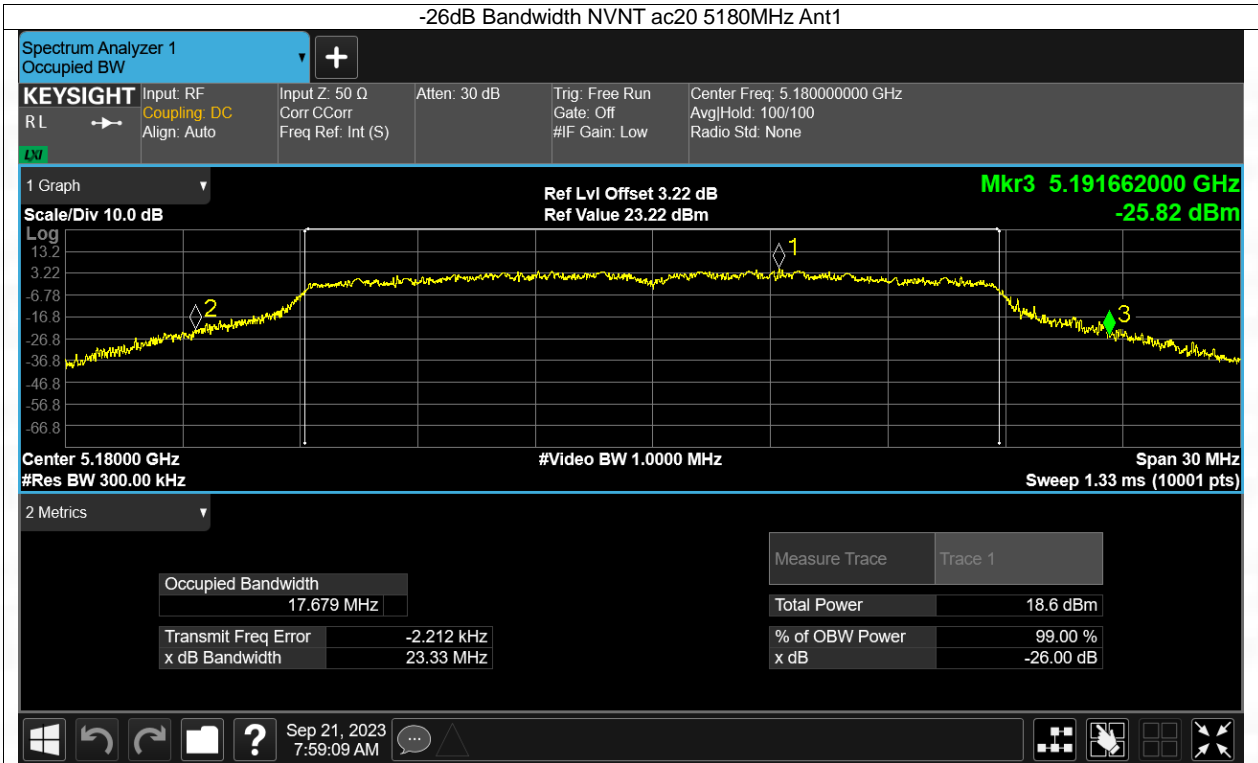 -26dB Bandwidth NVNT ac20 5180MHz Ant1
Spectrum Analyzer 1
Occupied BW
KEYSIGHT
RL
LXI
Input: RF
Coupling: DC
Align: Auto
Input Z: 50 Ω
Corr CCorr
Freq Ref: Int (S)
Atten: 30 dB
Trig: Free Run
Gate: Off
#IF Gain: Low
Center Freq: 5.180000000 GHz
Avg|Hold: 100/100
Radio Std: None
1 Graph
Scale/Div 10.0 dB
Ref Lvl Offset 3.22 dB
Ref Value 23.22 dBm
Mkr3 5.191662000 GHz
-25.82 dBm
Log
13.2
3.22
-6.78
-16.8
-26.8
-36.8
-46.8
-56.8
-66.8
1
2
3
Center 5.18000 GHz
#Video BW 1.0000 MHz
Span 30 MHz
#Res BW 300.00 kHz
Sweep 1.33 ms (10001 pts)
2 Metrics
Measure Trace Trace 1
Occupied Bandwidth
17.679 MHz
Total Power 18.6 dBm
Transmit Freq Error -2.212 kHz
% of OBW Power 99.00 %
x dB Bandwidth 23.33 MHz
x dB -26.00 dB
?
Sep 21, 2023
7:59:09 AM